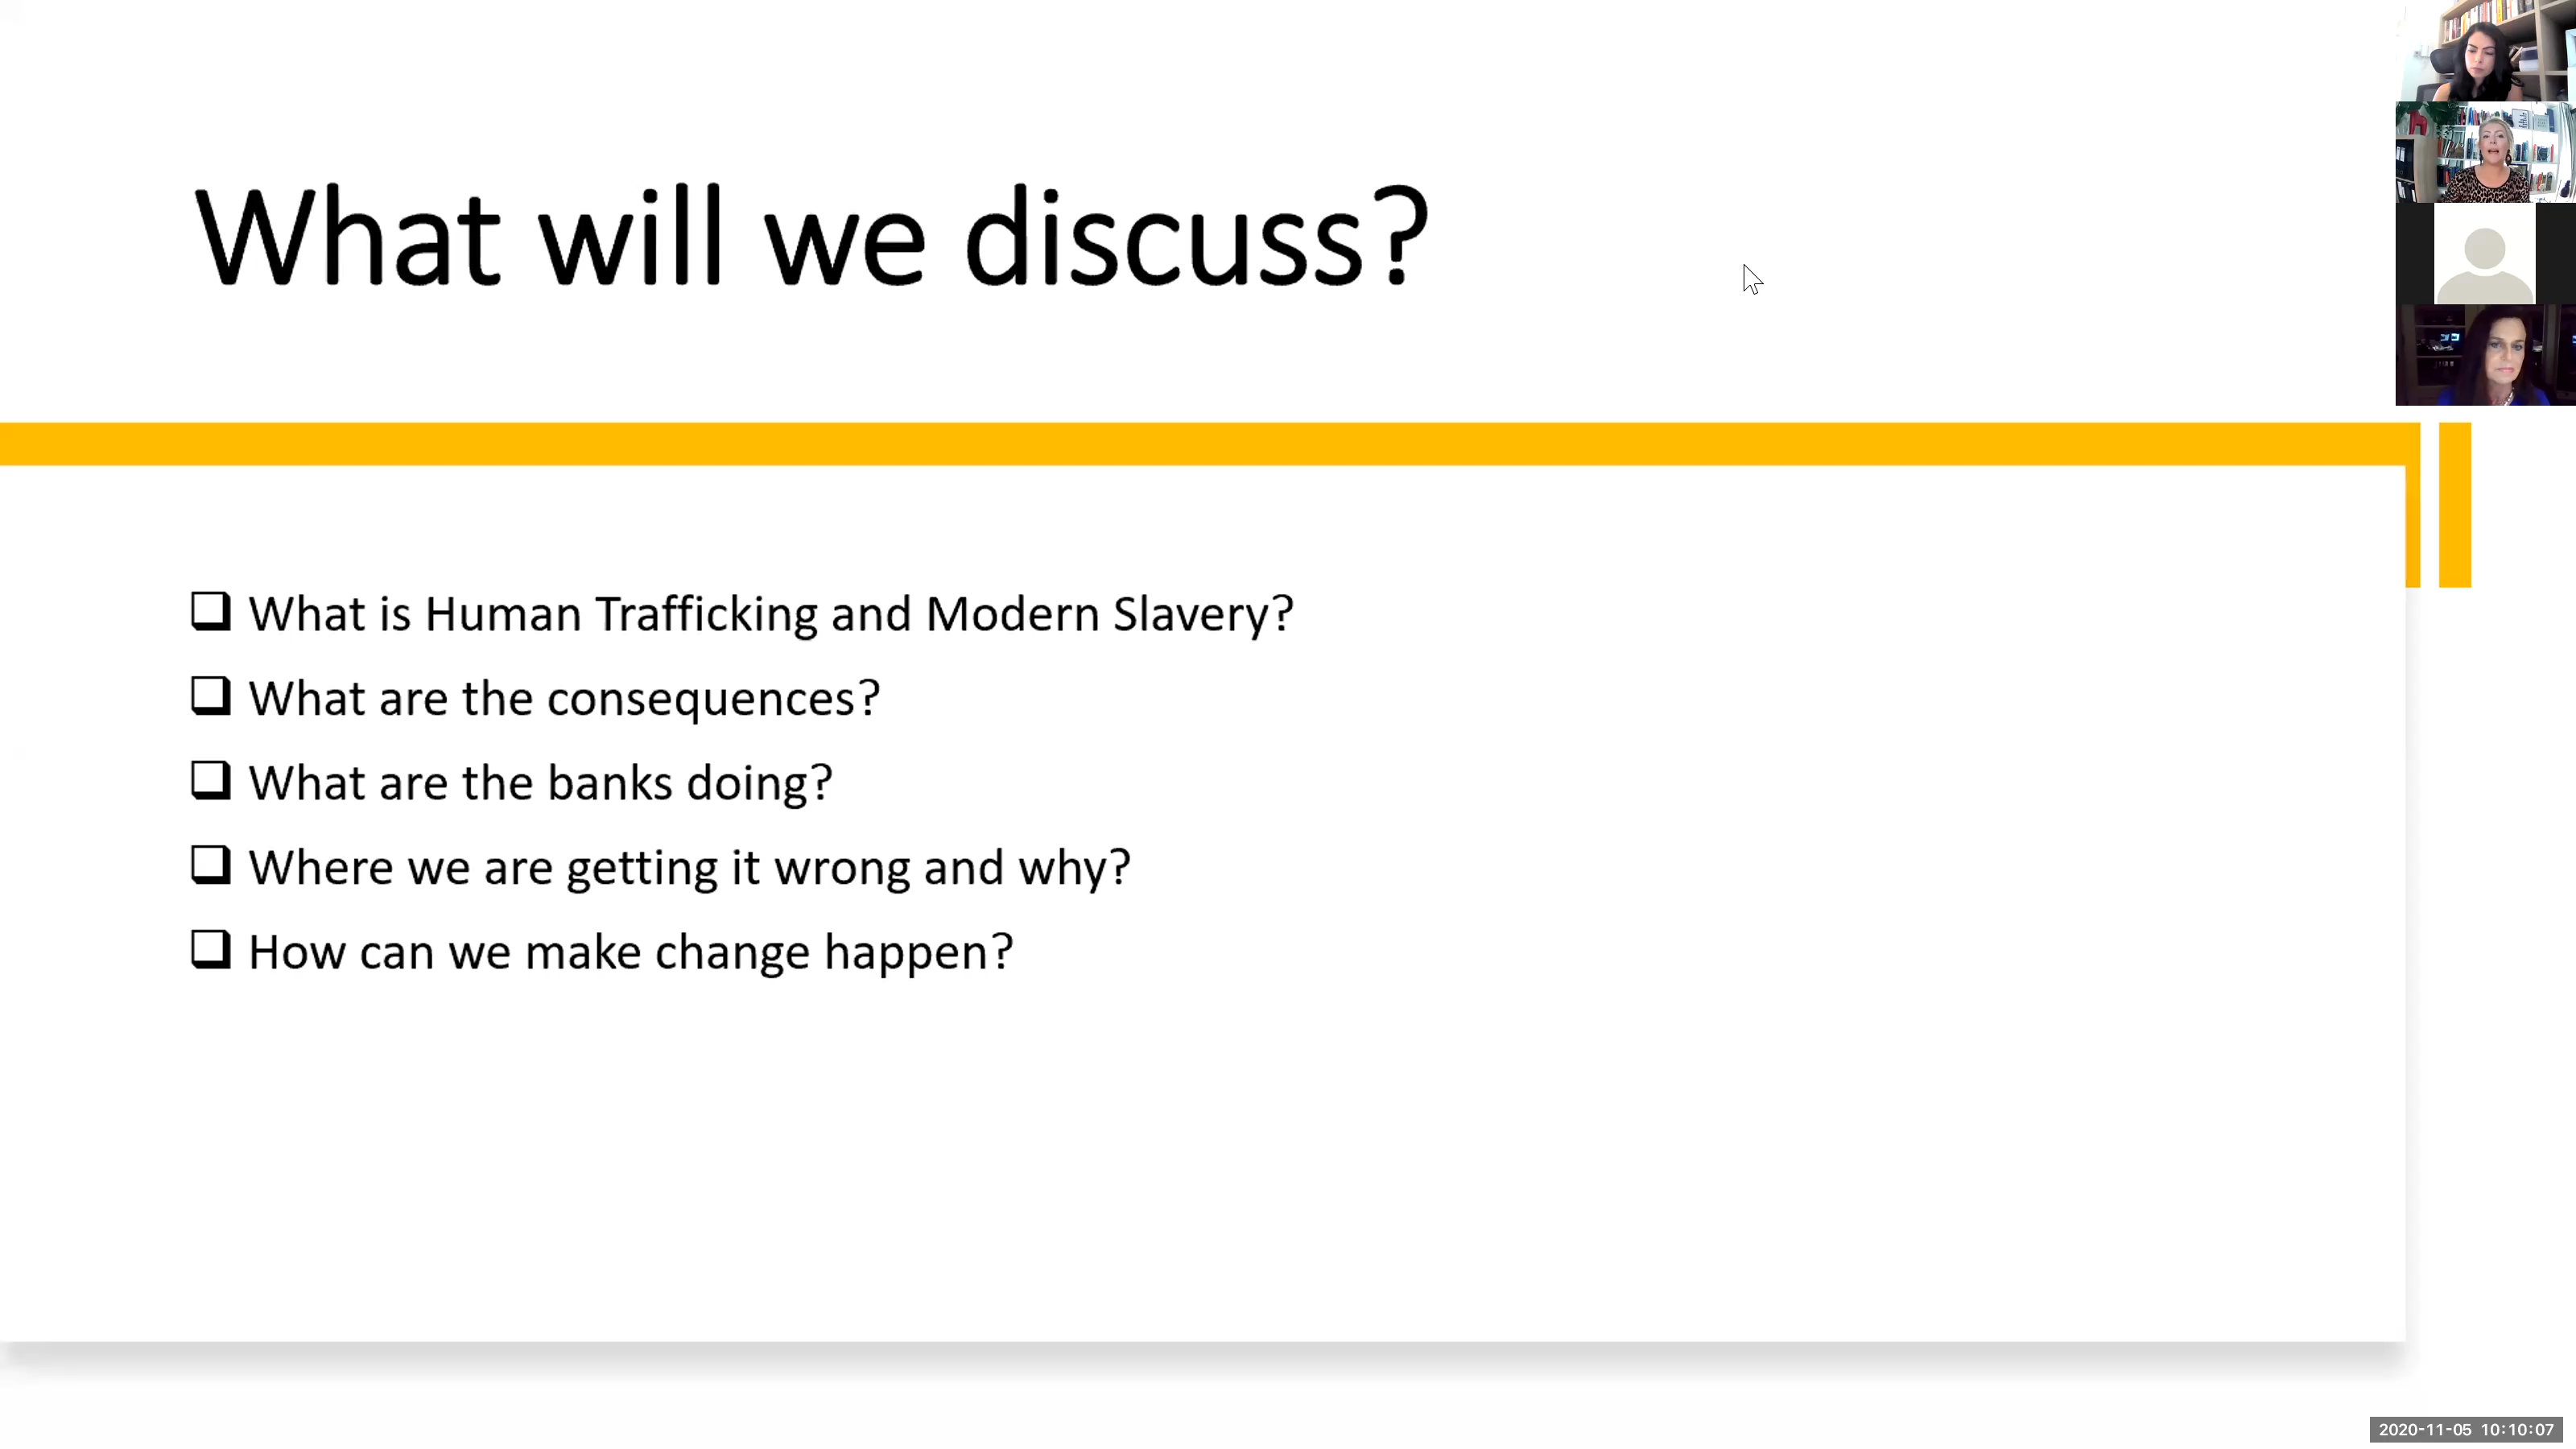 What will we discuss?
What is Human Trafficking and Modern Slavery?
What are the consequences?
What are the banks doing?
Where we are getting it wrong and why?
How can we make change happen?
2020-11-05 10:10:07